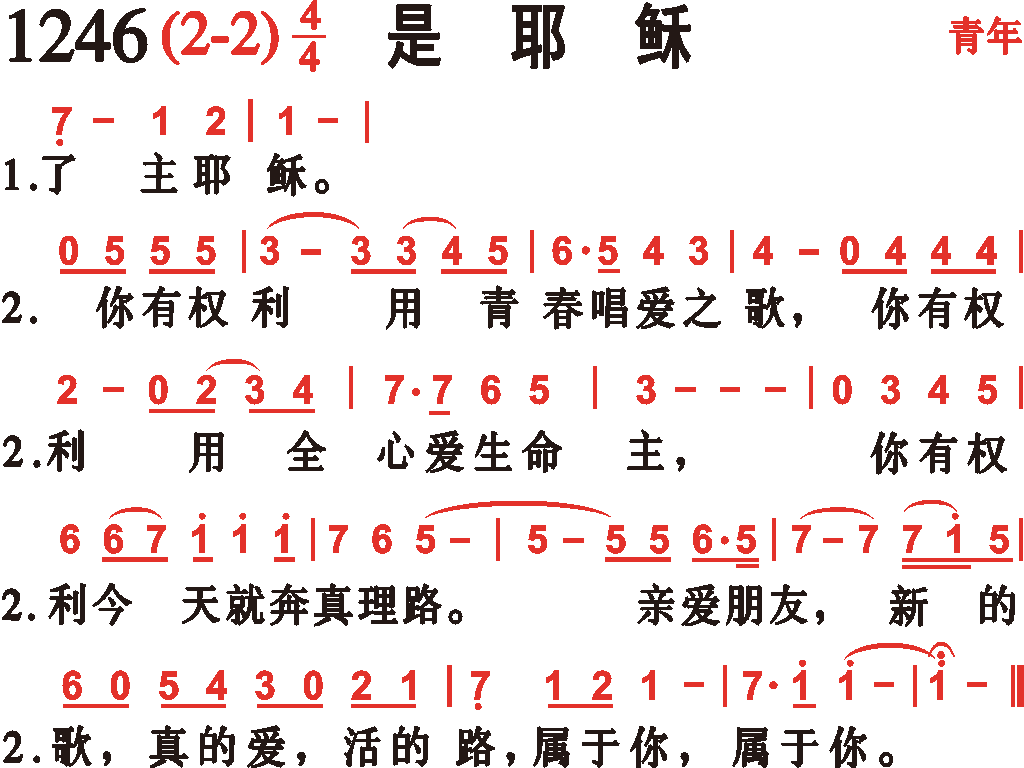 1246 (2-2) 4/4 是 耶 稣 青年
7̣ – 1 2 | 1 – |
1.了 主 耶 稣。
0 5 5 5 | 3 – 3 3 4 5 | 6·5 4 3 | 4 – 0 4 4 4 |
2. 你有权 利 用 青 春唱爱之 歌， 你有权
2 – 0 2 3 4 | 7·7 6 5 | 3 – – – | 0 3 4 5 |
2.利 用 全 心爱生命 主， 你有权
6 6 7 1̇ 1̇ 1̇ | 7 6 5 – | 5 – 5 5 6·5 | 7 – 7 7 1̇ 5 |
2.利今 天就奔真理路。 亲爱朋友， 新 的
6 0 5 4 3 0 2 1 | 7̣ 1 2 1 – | 7·1̇ 1̇ – | 1̇ – ‖
2.歌，真的爱，活的 路，属于你， 属于你。